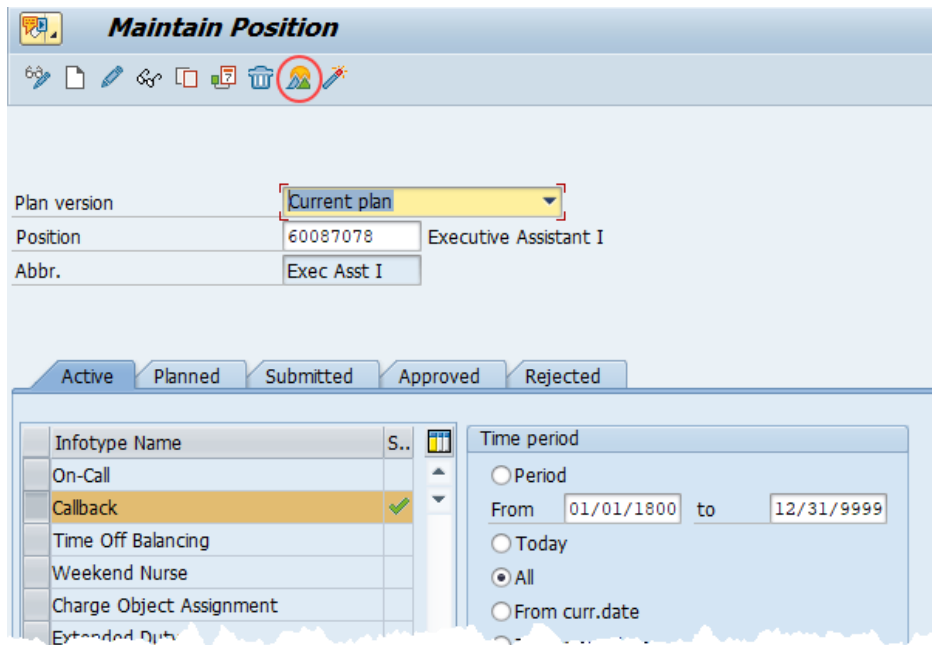 Maintain Position
Plan version Current plan
Position 60087078 Executive Assistant I
Abbr. Exec Asst I
Active Planned Submitted Approved Rejected
Infotype Name S..
On-Call
Callback
Time Off Balancing
Weekend Nurse
Charge Object Assignment
Extended Duty
Time period
Period
From 01/01/1800 to 12/31/9999
Today
All
From curr.date